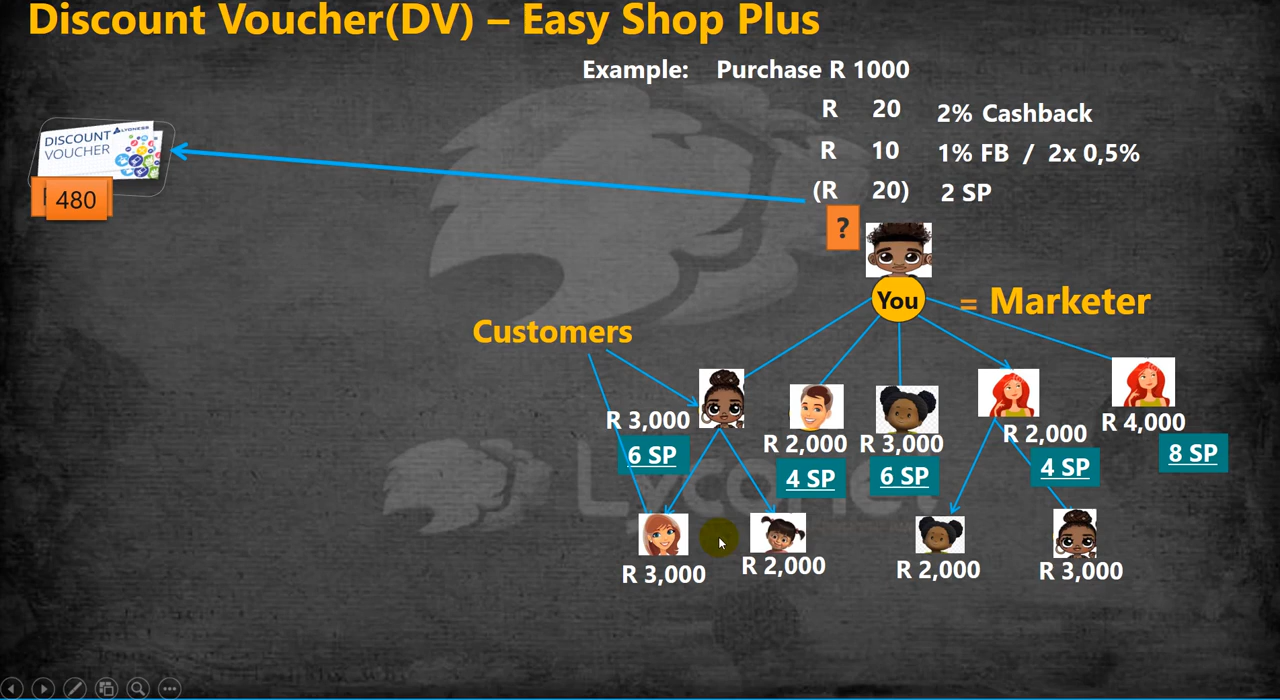 Discount Voucher(DV) – Easy Shop Plus
Example: Purchase R 1000
R 20 2% Cashback
R 10 1% FB / 2x 0,5%
(R 20) 2 SP
DISCOUNT LYONESS
VOUCHER
480
?
You = Marketer
Customers
R 3,000
6 SP
R 2,000
4 SP
R 3,000
6 SP
R 2,000
4 SP
R 4,000
8 SP
Lyconet
R 3,000
R 2,000
R 2,000
R 3,000